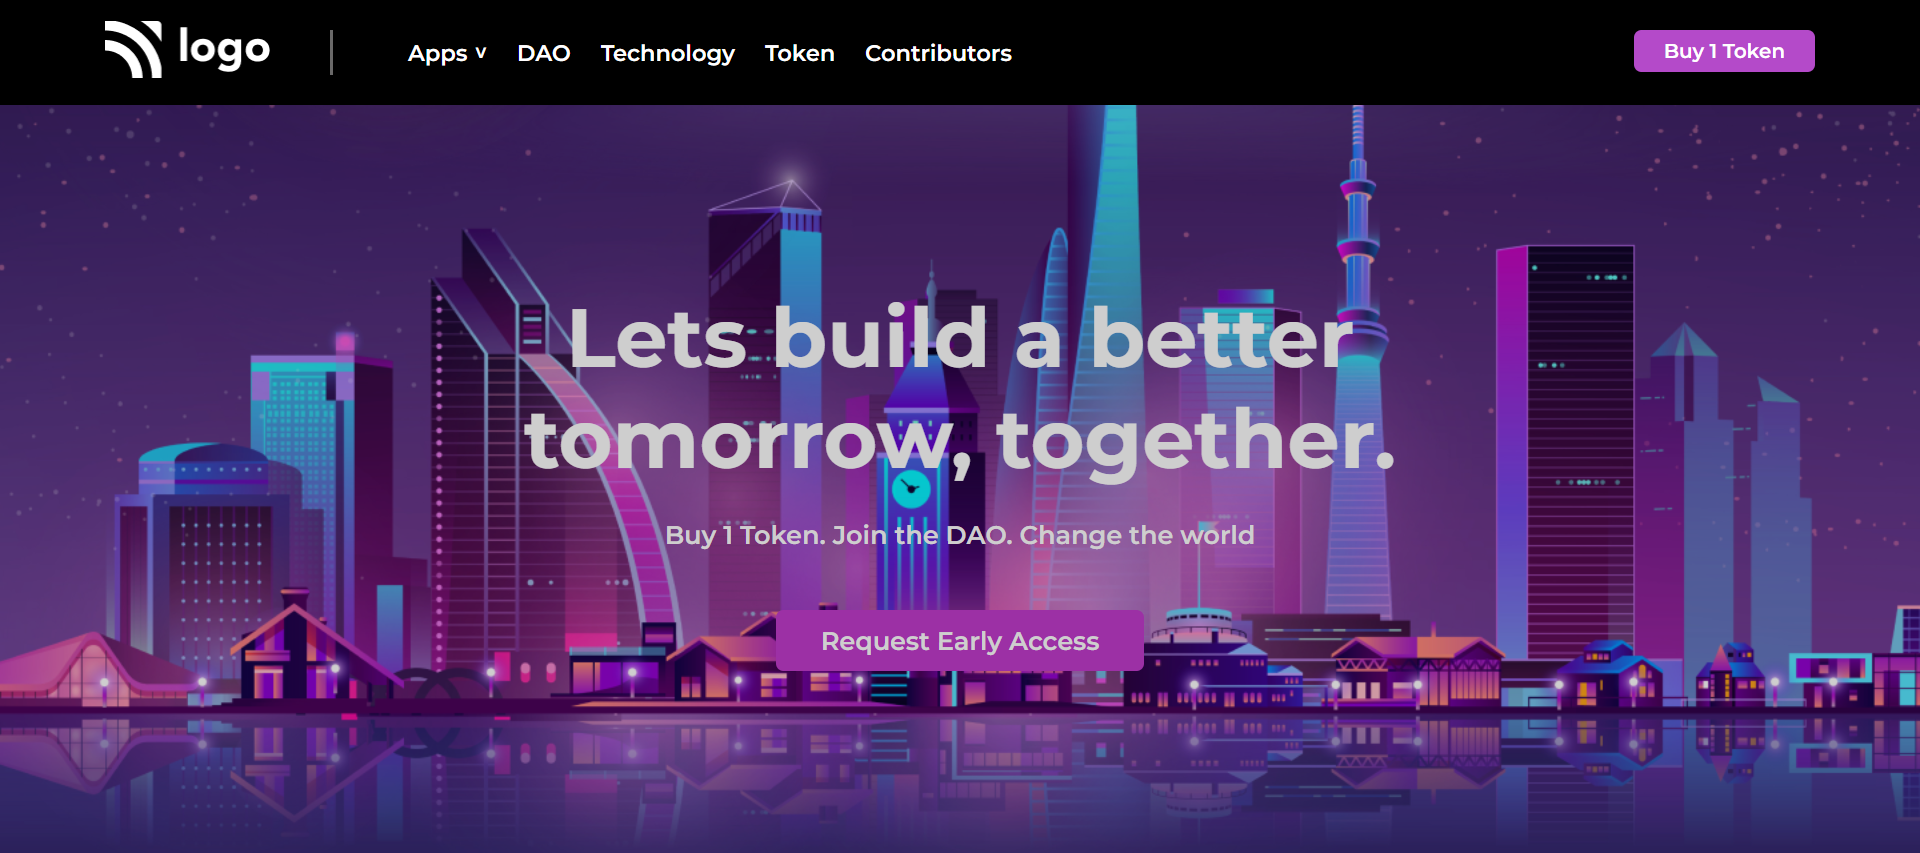 logo
Apps v DAO Technology Token Contributors
Buy 1 Token
Lets build a better
tomorrow, together.
Buy 1 Token. Join the DAO. Change the world
Request Early Access